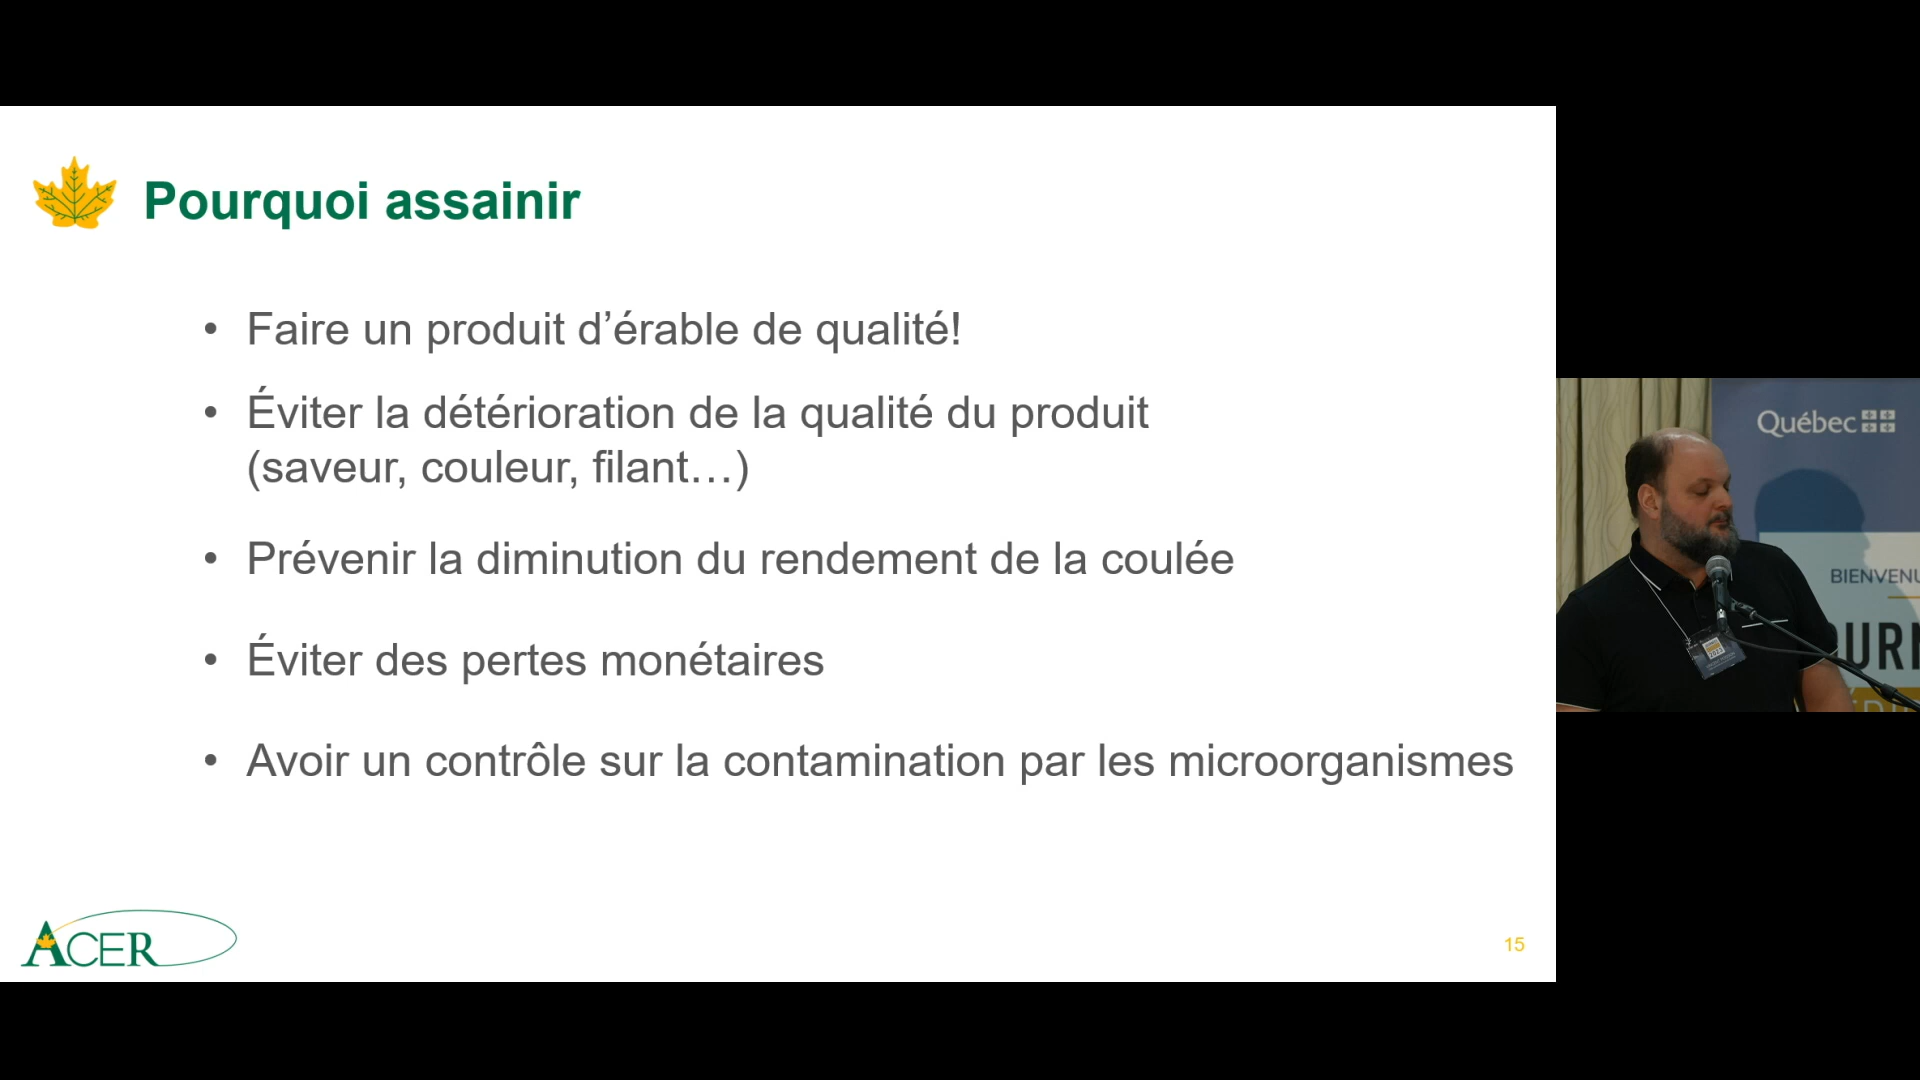 Pourquoi assainir
• Faire un produit d’érable de qualité!
• Éviter la détérioration de la qualité du produit
(saveur, couleur, filant…)
• Prévenir la diminution du rendement de la coulée
• Éviter des pertes monétaires
• Avoir un contrôle sur la contamination par les microorganismes
ACER
15
Québec
BIENVENU
OURN